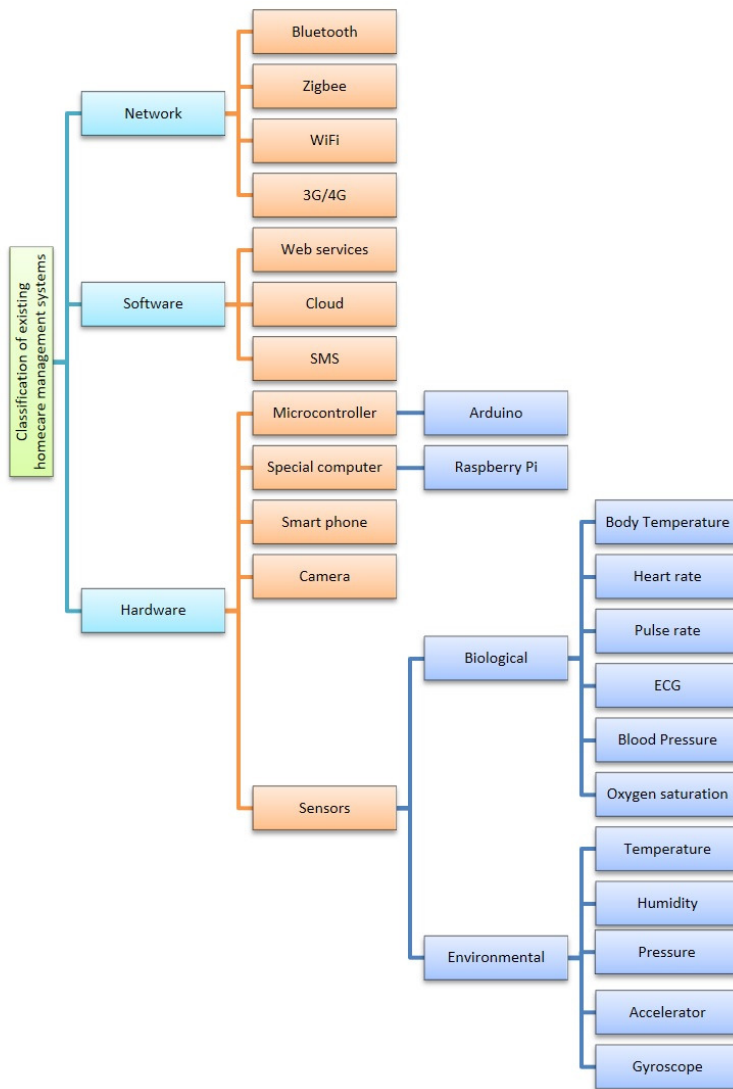 Classification of existing
homecare management systems
Network
Bluetooth
Zigbee
WiFi
3G/4G
Software
Web services
Cloud
SMS
Hardware
Microcontroller
Arduino
Special computer
Raspberry Pi
Smart phone
Camera
Sensors
Biological
Body Temperature
Heart rate
Pulse rate
ECG
Blood Pressure
Oxygen saturation
Environmental
Temperature
Humidity
Pressure
Accelerator
Gyroscope